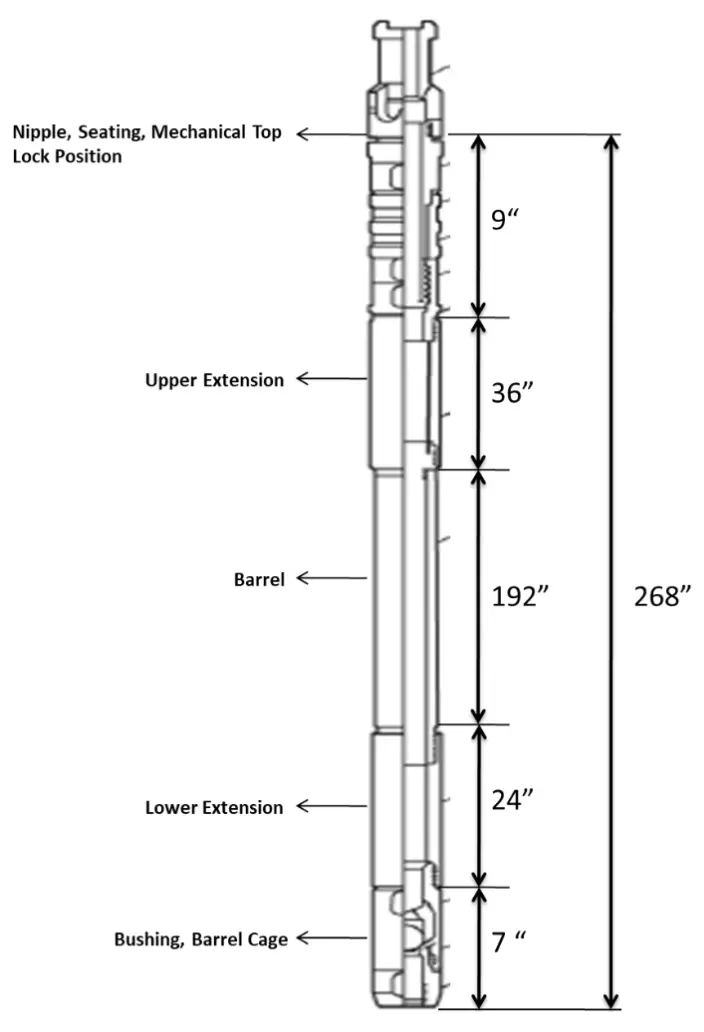 Nipple, Seating, Mechanical Top
Lock Position
9“
Upper Extension
36”
Barrel
192”
268”
Lower Extension
24”
Bushing, Barrel Cage
7 “